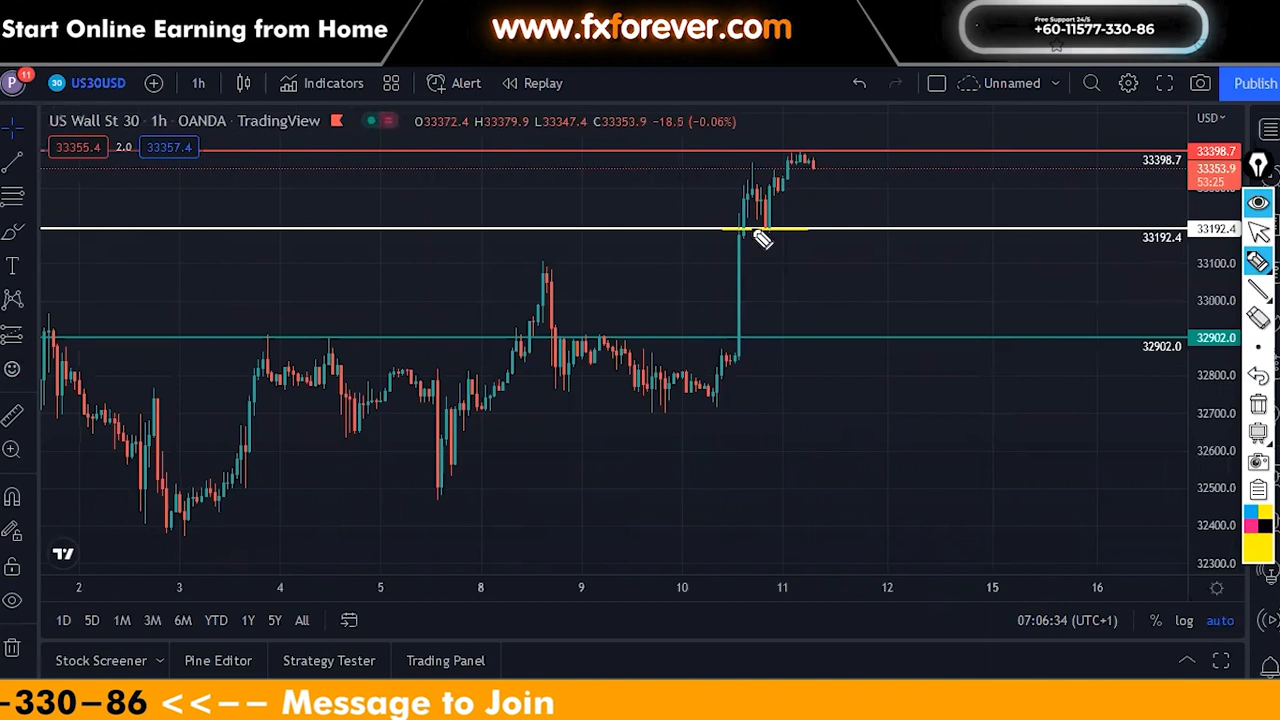 Start Online Earning from Home
www.fxforever.com
Free Support 24/5
+60-11577-330-86
P
11
30 US30USD
1h
Indicators
Alert
Replay
Unnamed
Publish
US Wall St 30 · 1h · OANDA · TradingView
O33372.4 H33379.9 L33347.4 C33353.9 −18.5 (−0.06%)
USD
33355.4
2.0
33357.4
33398.7
33398.7
33353.9
53:25
33192.4
33192.4
33100.0
33000.0
32902.0
32902.0
32800.0
32700.0
32600.0
32500.0
32400.0
32300.0
2 3 4 5 8 9 10 11 12 15 16
1D 5D 1M 3M 6M YTD 1Y 5Y All
07:06:34 (UTC+1)
% log auto
Stock Screener
Pine Editor
Strategy Tester
Trading Panel
-330-86 <<-- Message to Join